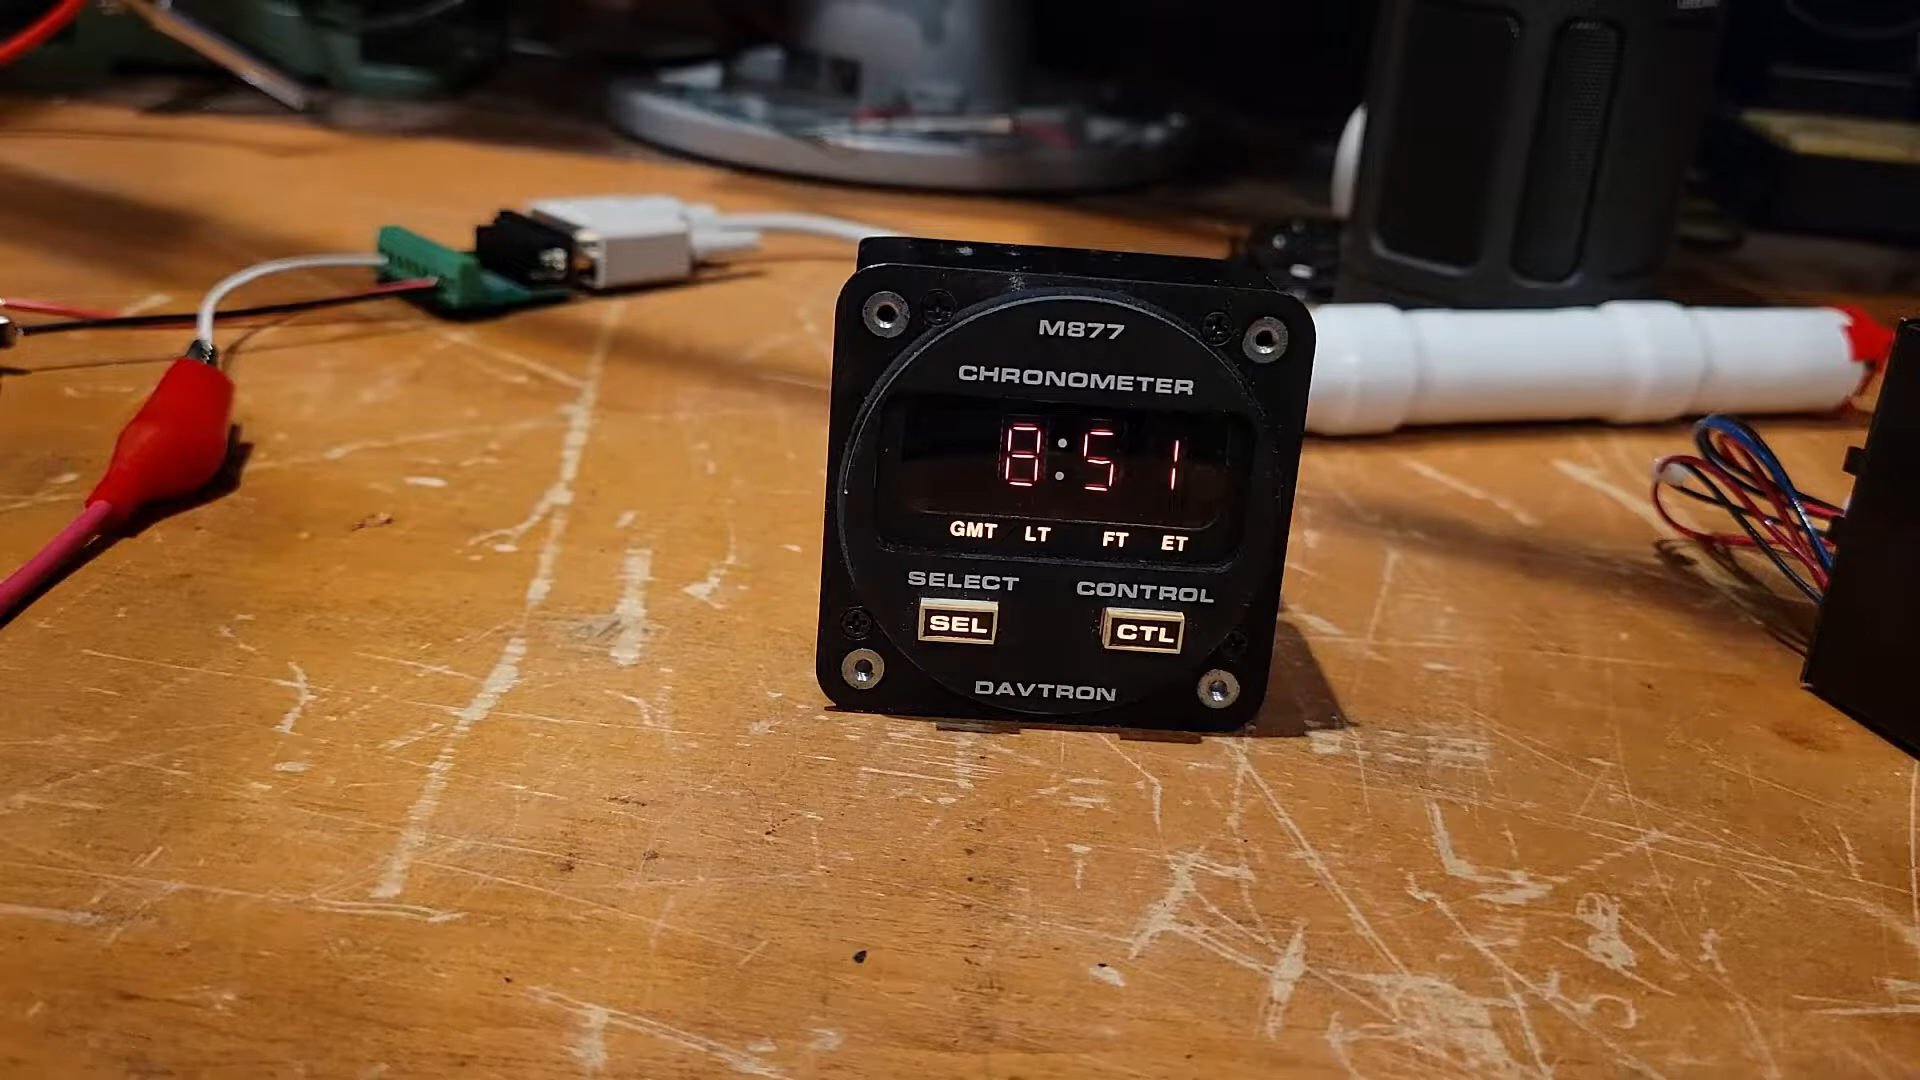 M877
CHRONOMETER
8:51
GMT LT FT ET
SELECT CONTROL
SEL CTL
DAVTRON